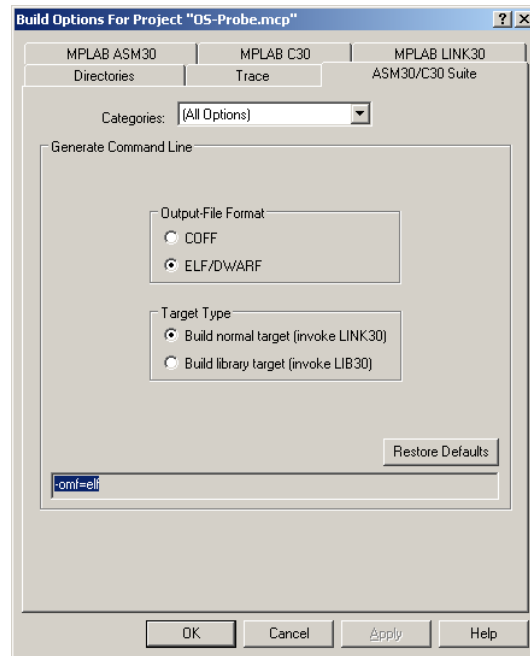 Build Options For Project "OS-Probe.mcp"
MPLAB ASM30 MPLAB C30 MPLAB LINK30
Directories Trace ASM30/C30 Suite
Categories: (All Options)
Generate Command Line
Output-File Format
COFF
ELF/DWARF
Target Type
Build normal target (invoke LINK30)
Build library target (invoke LIB30)
Restore Defaults
-omf=elf
OK Cancel Apply Help